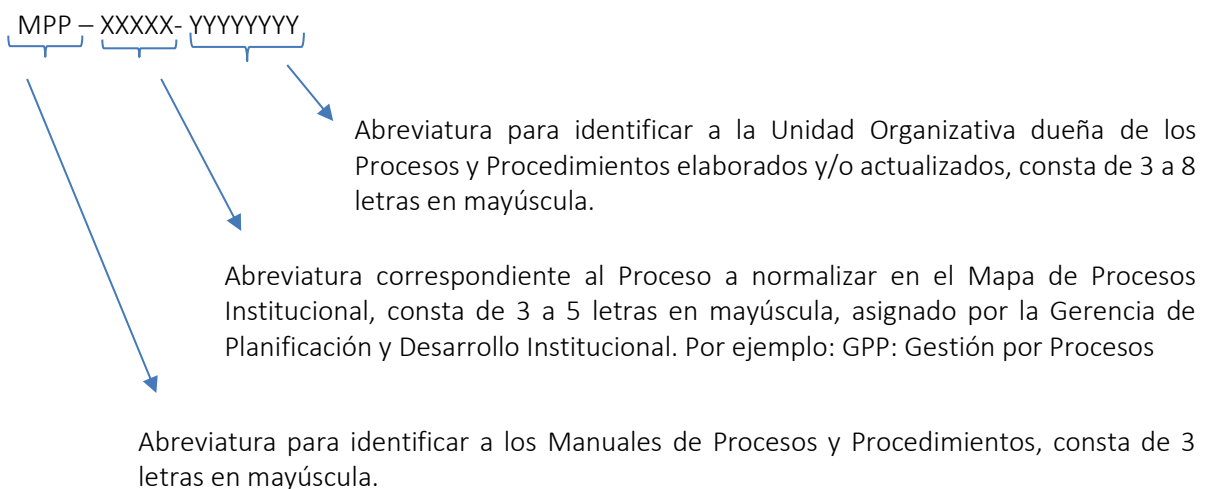 MPP – XXXXX- YYYYYYYY
Abreviatura para identificar a la Unidad Organizativa dueña de los
Procesos y Procedimientos elaborados y/o actualizados, consta de 3 a 8
letras en mayúscula.
Abreviatura correspondiente al Proceso a normalizar en el Mapa de Procesos
Institucional, consta de 3 a 5 letras en mayúscula, asignado por la Gerencia de
Planificación y Desarrollo Institucional. Por ejemplo: GPP: Gestión por Procesos
Abreviatura para identificar a los Manuales de Procesos y Procedimientos, consta de 3
letras en mayúscula.